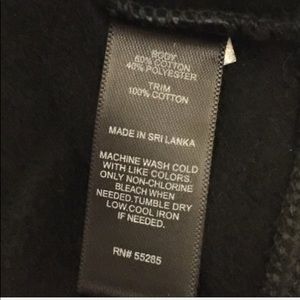 BODY
60% COTTON
40% POLYESTER
TRIM
100% COTTON
MADE IN SRI LANKA
MACHINE WASH COLD
WITH LIKE COLORS.
ONLY NON-CHLORINE
BLEACH WHEN
NEEDED.TUMBLE DRY
LOW.COOL IRON
IF NEEDED.
RN# 55285